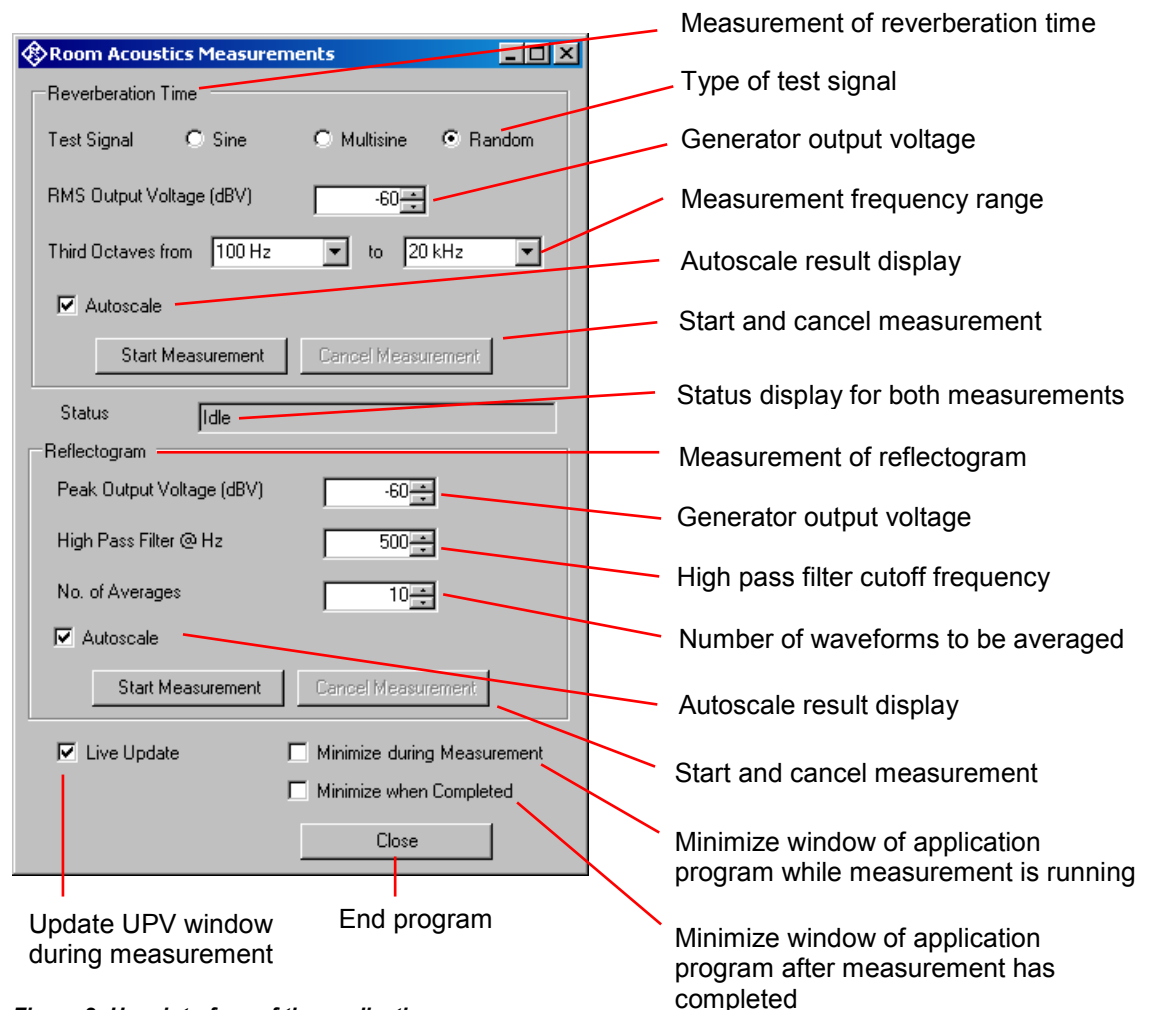 Room Acoustics Measurements
Measurement of reverberation time
Reverberation Time
Type of test signal
Test Signal Sine Multisine Random
Generator output voltage
RMS Output Voltage (dBV) -60
Measurement frequency range
Third Octaves from 100 Hz to 20 kHz
Autoscale result display
Autoscale
Start and cancel measurement
Start Measurement Cancel Measurement
Status display for both measurements
Status Idle
Reflectogram
Measurement of reflectogram
Peak Output Voltage (dBV) -60
Generator output voltage
High Pass Filter @ Hz 500
High pass filter cutoff frequency
No. of Averages 10
Number of waveforms to be averaged
Autoscale
Start Measurement Cancel Measurement
Autoscale result display
Live Update Minimize during Measurement
Start and cancel measurement
Minimize when Completed
Close
Minimize window of application
program while measurement is running
Update UPV window
during measurement
End program
Minimize window of application
program after measurement has
completed